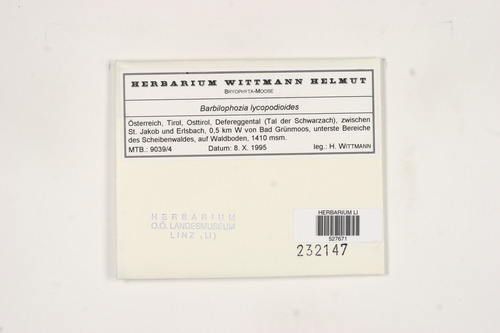 HERBARIUM WITTMANN HELMUT
BRYOPHYTA-MOOSE
Barbilophozia lycopodioides
Österreich, Tirol, Osttirol, Defereggental (Tal der Schwarzach), zwischen
St. Jakob und Erlsbach, 0,5 km W von Bad Grünmoos, unterste Bereiche
des Scheibenwaldes, auf Waldboden, 1410 msm.
MTB.: 9039/4 Datum: 8. X. 1995 leg.: H. WITTMANN
HERBARIUM
O.Ö. LANDESMUSEUM
LINZ (LI)
HERBARIUM LI
527671
232147